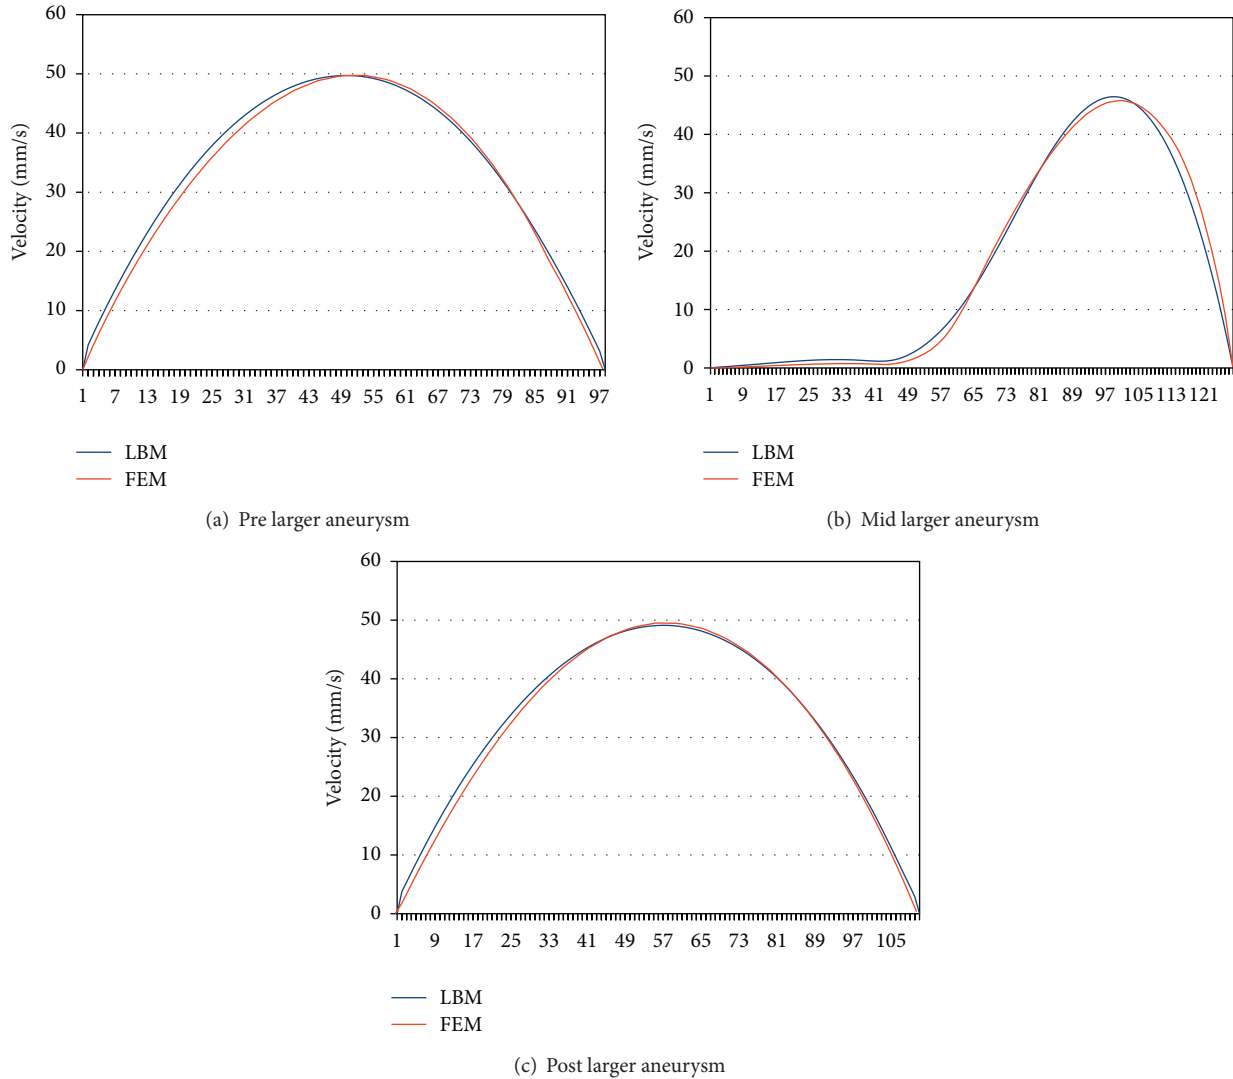 60
50
40
30
20
10
0
Velocity (mm/s)
1 7 13 19 25 31 37 43 49 55 61 67 73 79 85 91 97
LBM
FEM
(a) Pre larger aneurysm
60
50
40
30
20
10
0
Velocity (mm/s)
1 9 17 25 33 41 49 57 65 73 81 89 97 105 113 121
LBM
FEM
(b) Mid larger aneurysm
60
50
40
30
20
10
0
Velocity (mm/s)
1 9 17 25 33 41 49 57 65 73 81 89 97 105
LBM
FEM
(c) Post larger aneurysm